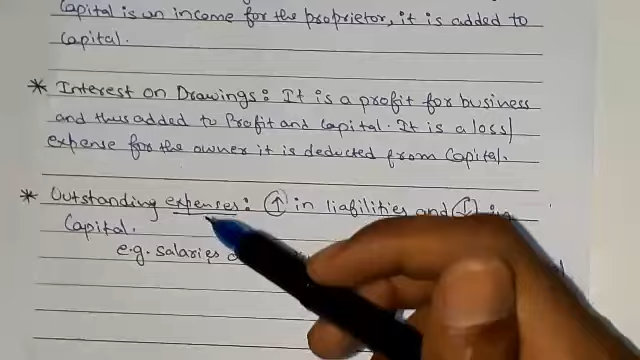 Capital is an income for the proprietor, it is added to
Capital.
* Interest on Drawings: It is a profit for business
and thus added to Profit and Capital. It is a loss/
expense for the owner it is deducted from Capital.
* Outstanding expenses: ↑ in liabilities and ↓ in
Capital.
e.g. salaries